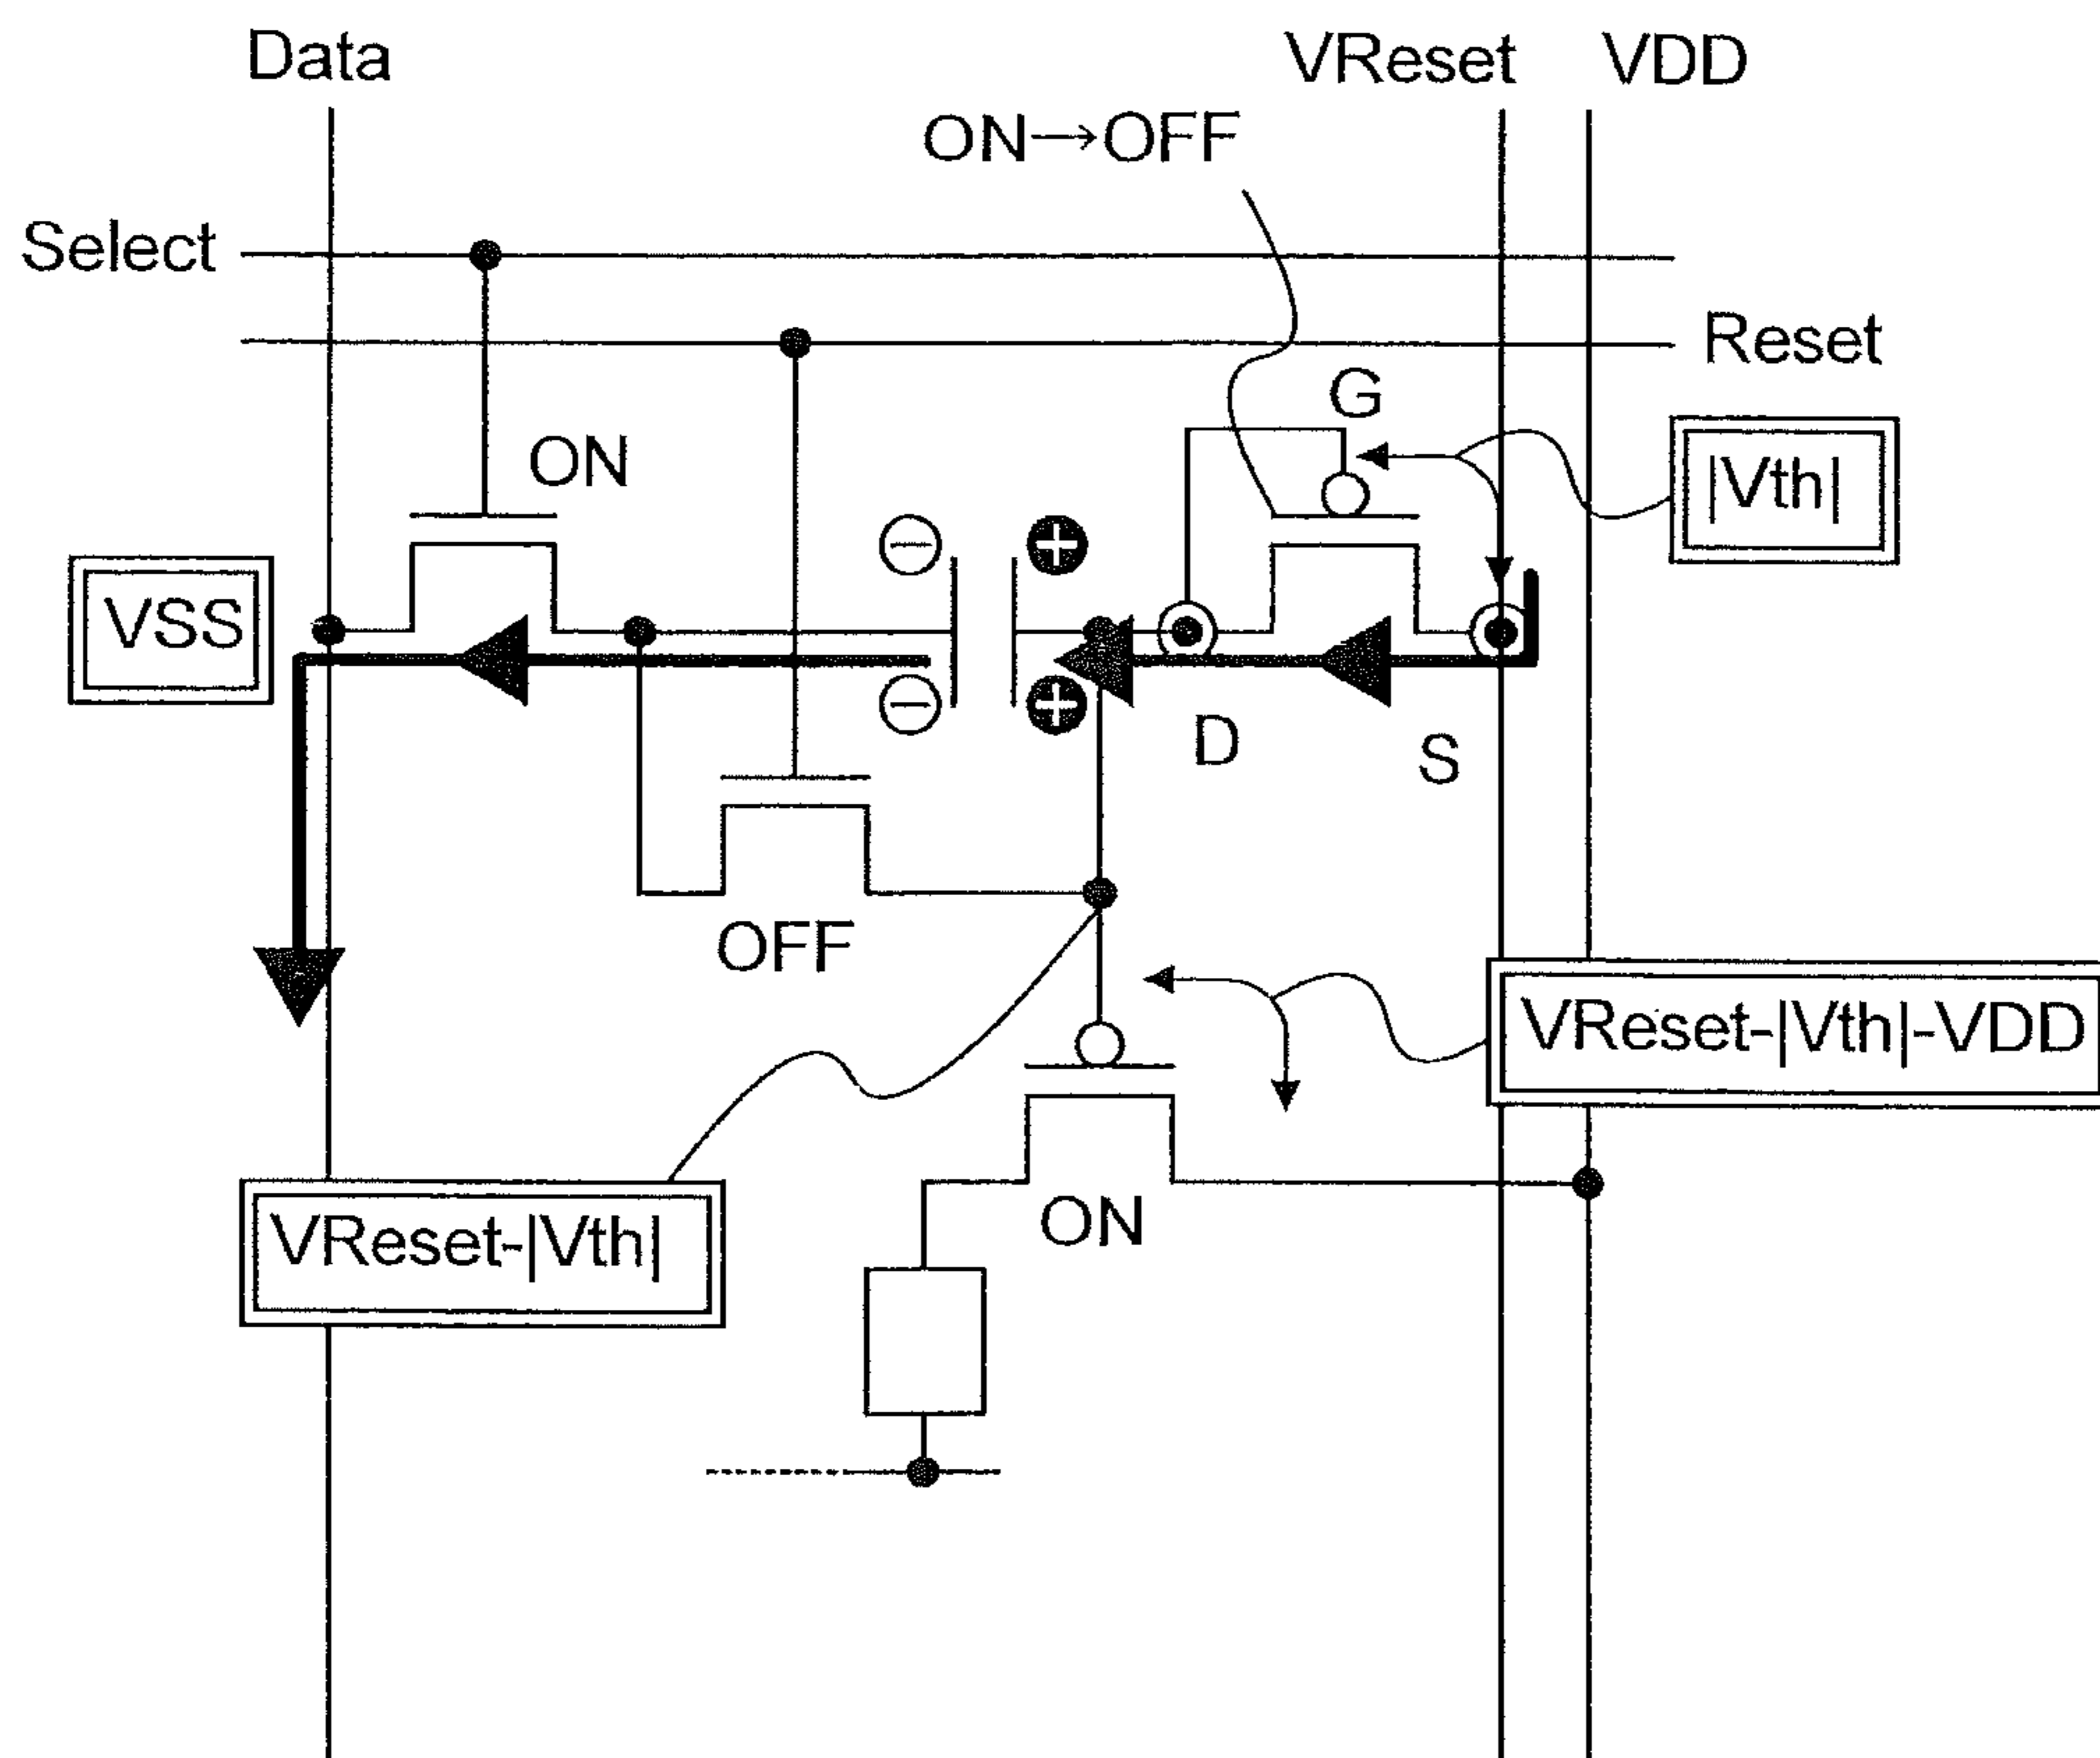 Data
VReset
VDD
ON→OFF
Select
Reset
G
ON
|Vth|
VSS
D
S
OFF
VReset-|Vth|-VDD
VReset-|Vth|
ON